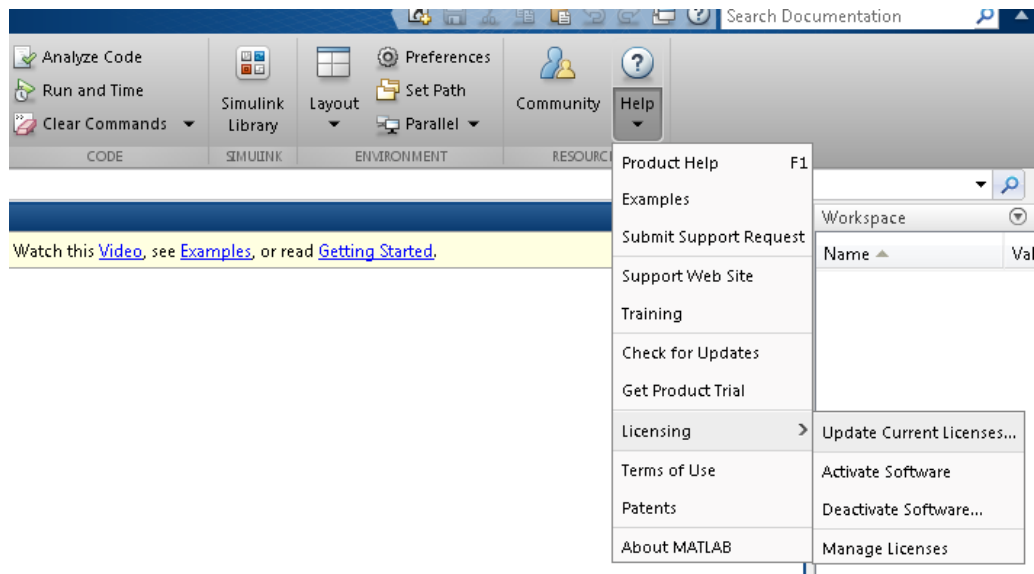 Search Documentation
Analyze Code
Run and Time
Clear Commands
Simulink
Library
Layout
Preferences
Set Path
Parallel
Community
Help
CODE
SIMULINK
ENVIRONMENT
RESOURC
Product Help F1
Examples
Submit Support Request
Support Web Site
Training
Check for Updates
Get Product Trial
Licensing
Terms of Use
Patents
About MATLAB
Update Current Licenses...
Activate Software
Deactivate Software...
Manage Licenses
Watch this Video, see Examples, or read Getting Started.
Workspace
Name Val